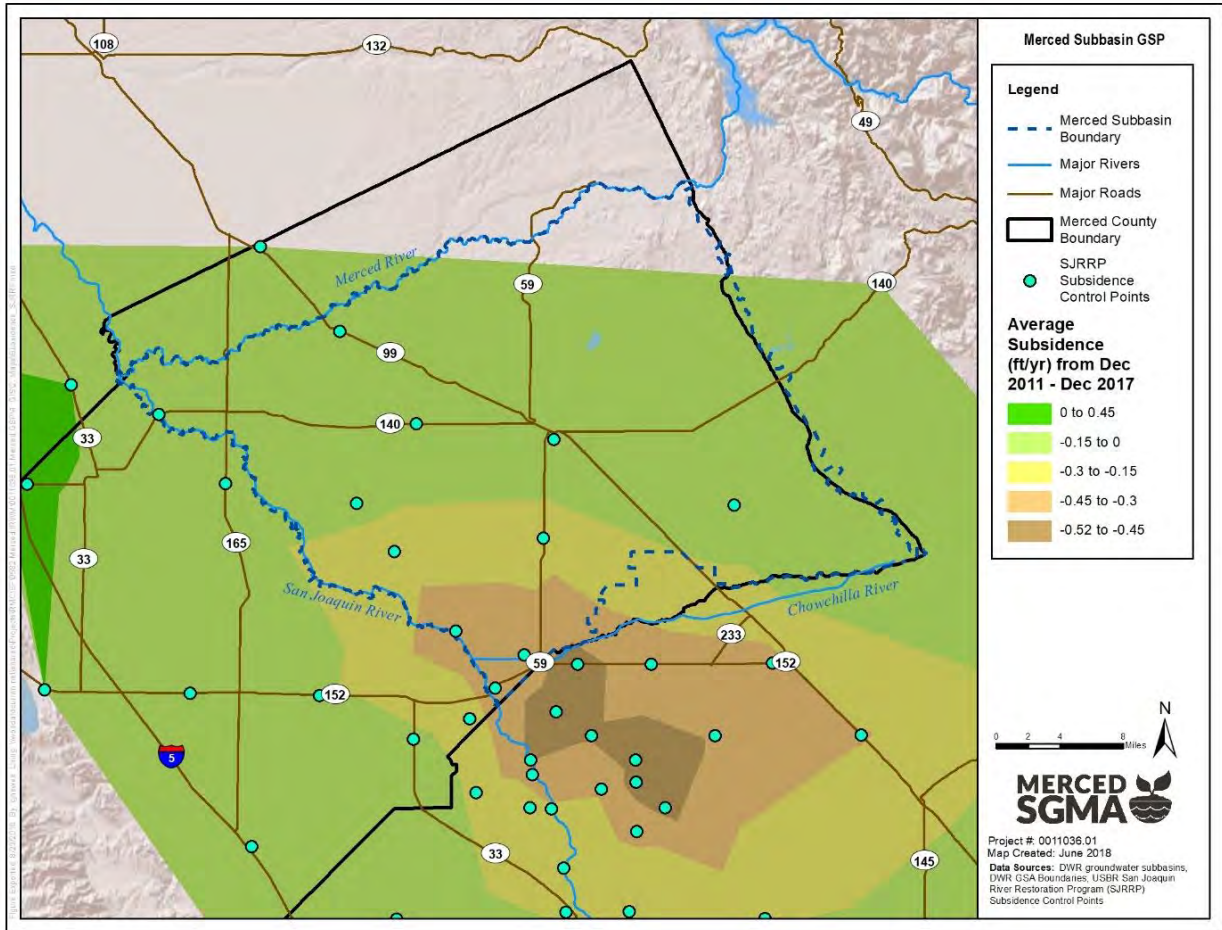 108
132
49
Merced River
59
140
99
140
33
33
165
San Joaquin River
Chowchilla River
233
59
152
152
5
33
145
Merced Subbasin GSP
Legend
Merced Subbasin
Boundary
Major Rivers
Major Roads
Merced County
Boundary
SJRRP
Subsidence
Control Points
Average
Subsidence
(ft/yr) from Dec
2011 - Dec 2017
0 to 0.45
-0.15 to 0
-0.3 to -0.15
-0.45 to -0.3
-0.52 to -0.45
N
0 2 4 8
Miles
MERCED
SGMA
Project #: 0011036.01
Map Created: June 2018
Data Sources: DWR groundwater subbasins,
DWR GSA Boundaries, USBR San Joaquin
River Restoration Program (SJRRP)
Subsidence Control Points